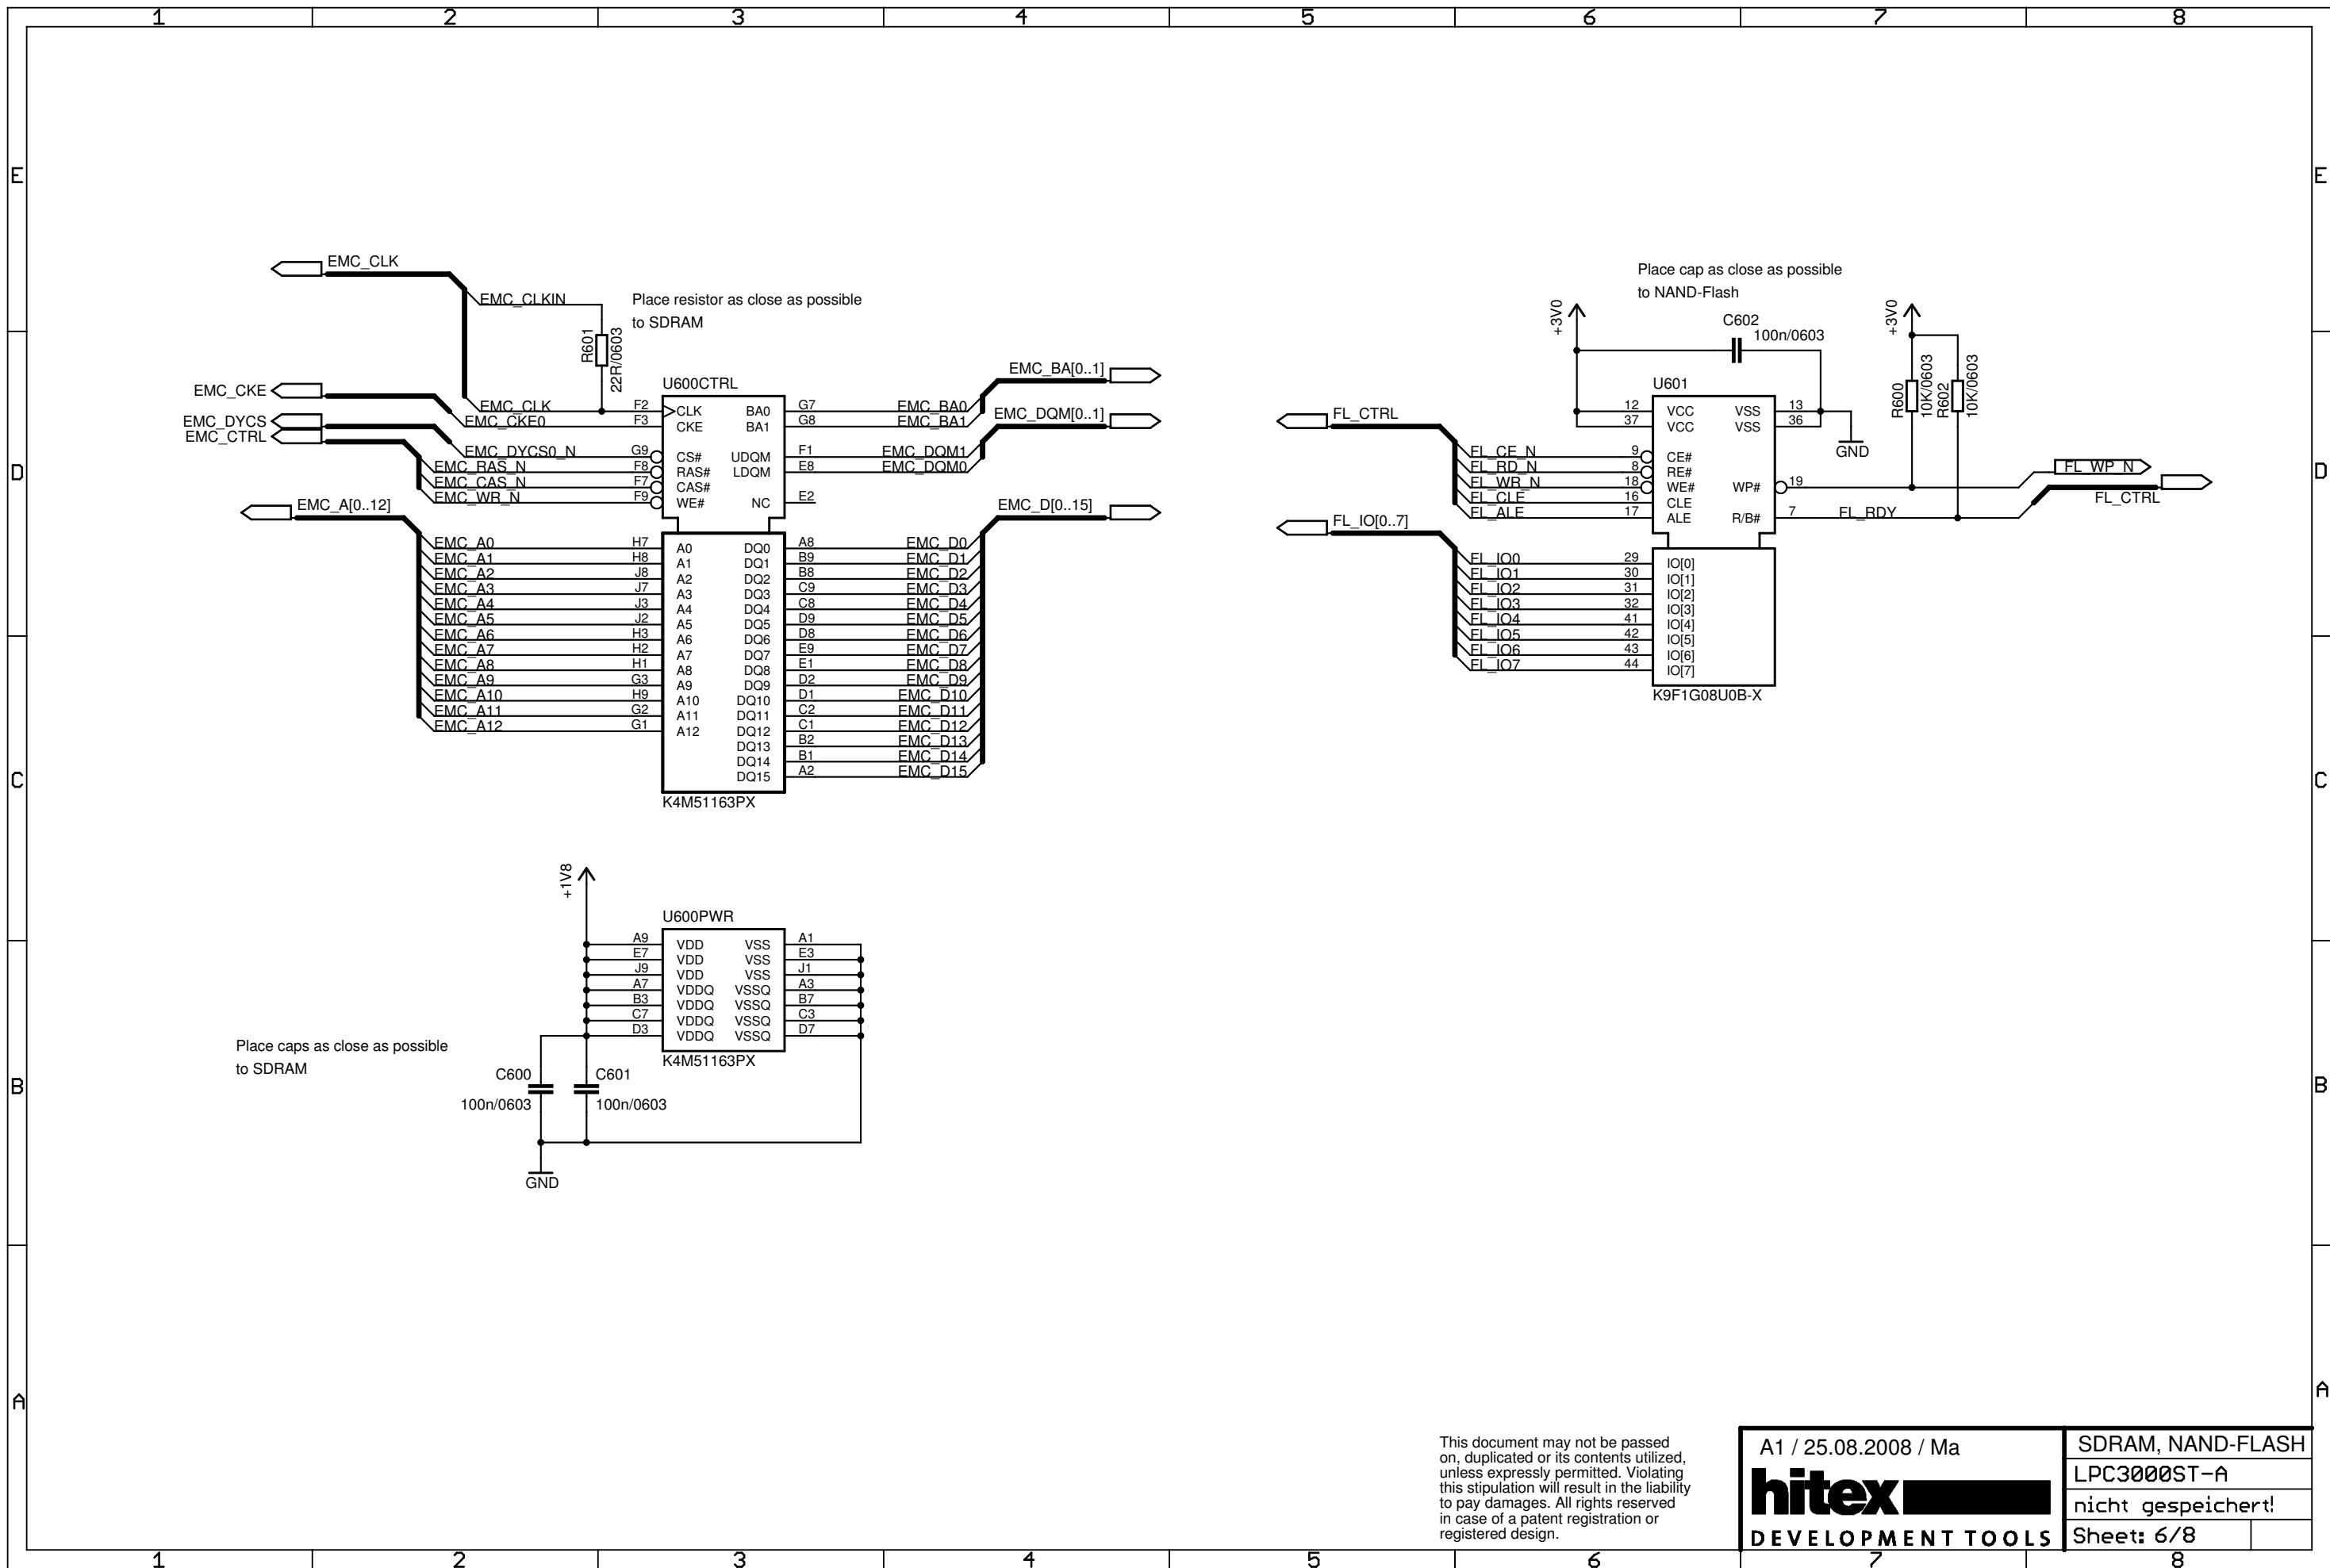 1 2 3 4 5 6 7 8
E E
D D
C C
B B
A A
EMC_CLK
EMC_CLKIN
Place resistor as close as possible
to SDRAM
R601
22R/0603
EMC_CKE
EMC_DYCS
EMC_CTRL
EMC_A[0..12]
U600CTRL
EMC_CLK F2 CLK BA0 G7 EMC_BA0
EMC_CKE0 F3 CKE BA1 G8 EMC_BA1
EMC_DYCS0_N G9 CS# UDQM F1 EMC_DQM1
EMC_RAS_N F8 RAS# LDQM E8 EMC_DQM0
EMC_CAS_N F7 CAS#
EMC_WR_N F9 WE# NC E2
EMC_BA[0..1]
EMC_DQM[0..1]
EMC_D[0..15]
EMC_A0 H7 A0 DQ0 A8 EMC_D0
EMC_A1 H8 A1 DQ1 B9 EMC_D1
EMC_A2 J8 A2 DQ2 B8 EMC_D2
EMC_A3 J7 A3 DQ3 C9 EMC_D3
EMC_A4 J3 A4 DQ4 C8 EMC_D4
EMC_A5 J2 A5 DQ5 D9 EMC_D5
EMC_A6 H3 A6 DQ6 D8 EMC_D6
EMC_A7 H2 A7 DQ7 E9 EMC_D7
EMC_A8 H1 A8 DQ8 E1 EMC_D8
EMC_A9 G3 A9 DQ9 D2 EMC_D9
EMC_A10 H9 A10 DQ10 D1 EMC_D10
EMC_A11 G2 A11 DQ11 C2 EMC_D11
EMC_A12 G1 A12 DQ12 C1 EMC_D12
DQ13 B2 EMC_D13
DQ14 B1 EMC_D14
DQ15 A2 EMC_D15
K4M51163PX
Place cap as close as possible
to NAND-Flash
+3V0
C602
100n/0603
+3V0
R600
10K/0603
R602
10K/0603
U601
12 VCC VSS 13
37 VCC VSS 36
GND
FL_CTRL
FL_CE_N 9 CE#
FL_RD_N 8 RE#
FL_WR_N 18 WE# WP# 19
FL_CLE 16 CLE
FL_ALE 17 ALE R/B# 7 FL_RDY
FL_WP_N
FL_CTRL
FL_IO[0..7]
FL_IO0 29 IO[0]
FL_IO1 30 IO[1]
FL_IO2 31 IO[2]
FL_IO3 32 IO[3]
FL_IO4 41 IO[4]
FL_IO5 42 IO[5]
FL_IO6 43 IO[6]
FL_IO7 44 IO[7]
K9F1G08U0B-X
+1V8
U600PWR
A9 VDD VSS A1
E7 VDD VSS E3
J9 VDD VSS J1
A7 VDDQ VSSQ A3
B3 VDDQ VSSQ B7
C7 VDDQ VSSQ C3
D3 VDDQ VSSQ D7
K4M51163PX
Place caps as close as possible
to SDRAM
C600
100n/0603
C601
100n/0603
GND
This document may not be passed
on, duplicated or its contents utilized,
unless expressly permitted. Violating
this stipulation will result in the liability
to pay damages. All rights reserved
in case of a patent registration or
registered design.
A1 / 25.08.2008 / Ma
hitex
DEVELOPMENT TOOLS
SDRAM, NAND-FLASH
LPC3000ST-A
nicht gespeichert!
Sheet: 6/8
1 2 3 4 5 6 7 8